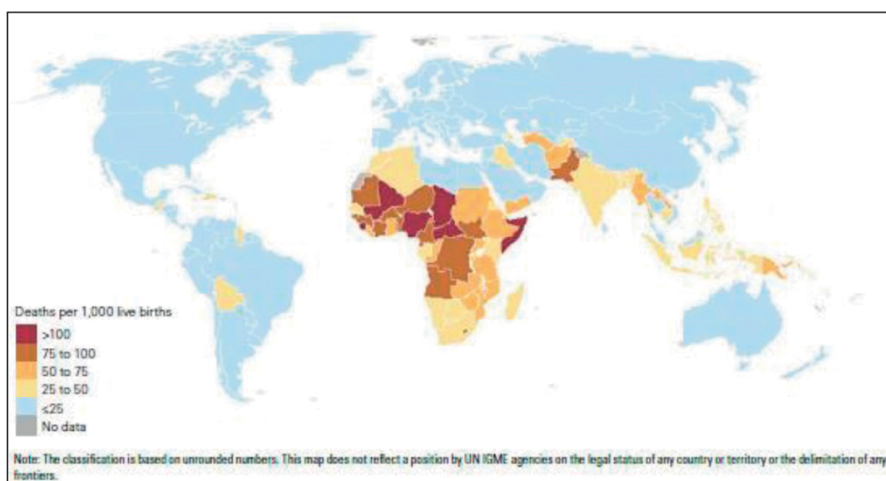 Deaths per 1,000 live births
>100
75 to 100
50 to 75
25 to 50
≤25
No data
Note: The classification is based on unrounded numbers. This map does not reflect a position by UN IGME agencies on the legal status of any country or territory or the delimitation of any
frontiers.